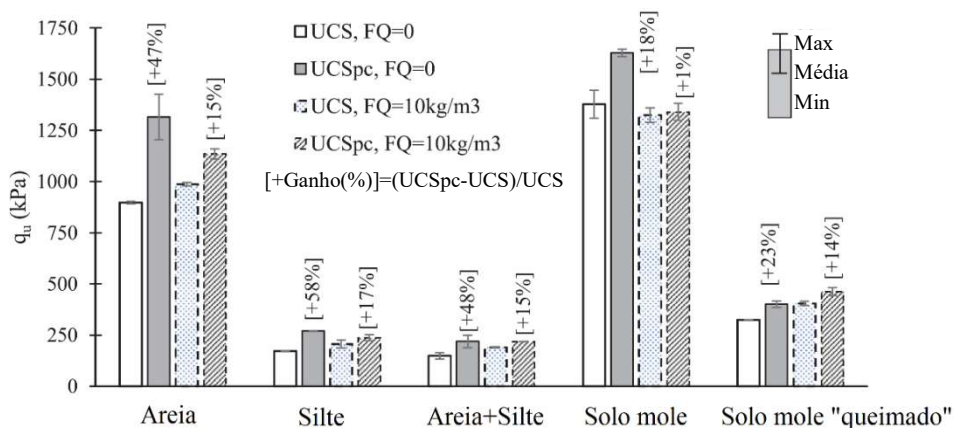 1750
1500
1250
1000
750
500
250
0
q_u (kPa)
UCS, FQ=0
UCSpc, FQ=0
UCS, FQ=10kg/m3
UCSpc, FQ=10kg/m3
[+Ganho(%)]=(UCSpc-UCS)/UCS
Max
Média
Min
[+47%]
[+15%]
[+58%]
[+17%]
[+48%]
[+15%]
[+18%]
[+1%]
[+23%]
[+14%]
Areia
Silte
Areia+Silte
Solo mole
Solo mole "queimado"